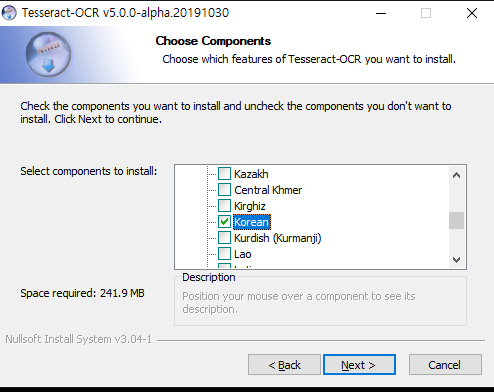 Tesseract-OCR v5.0.0-alpha.20191030
Choose Components
Choose which features of Tesseract-OCR you want to install.
Check the components you want to install and uncheck the components you don't want to
install. Click Next to continue.
Select components to install:
Kazakh
Central Khmer
Kirghiz
Korean
Kurdish (Kurmanji)
Lao
Space required: 241.9 MB
Description
Position your mouse over a component to see its
description.
Nullsoft Install System v3.04-1
< Back
Next >
Cancel